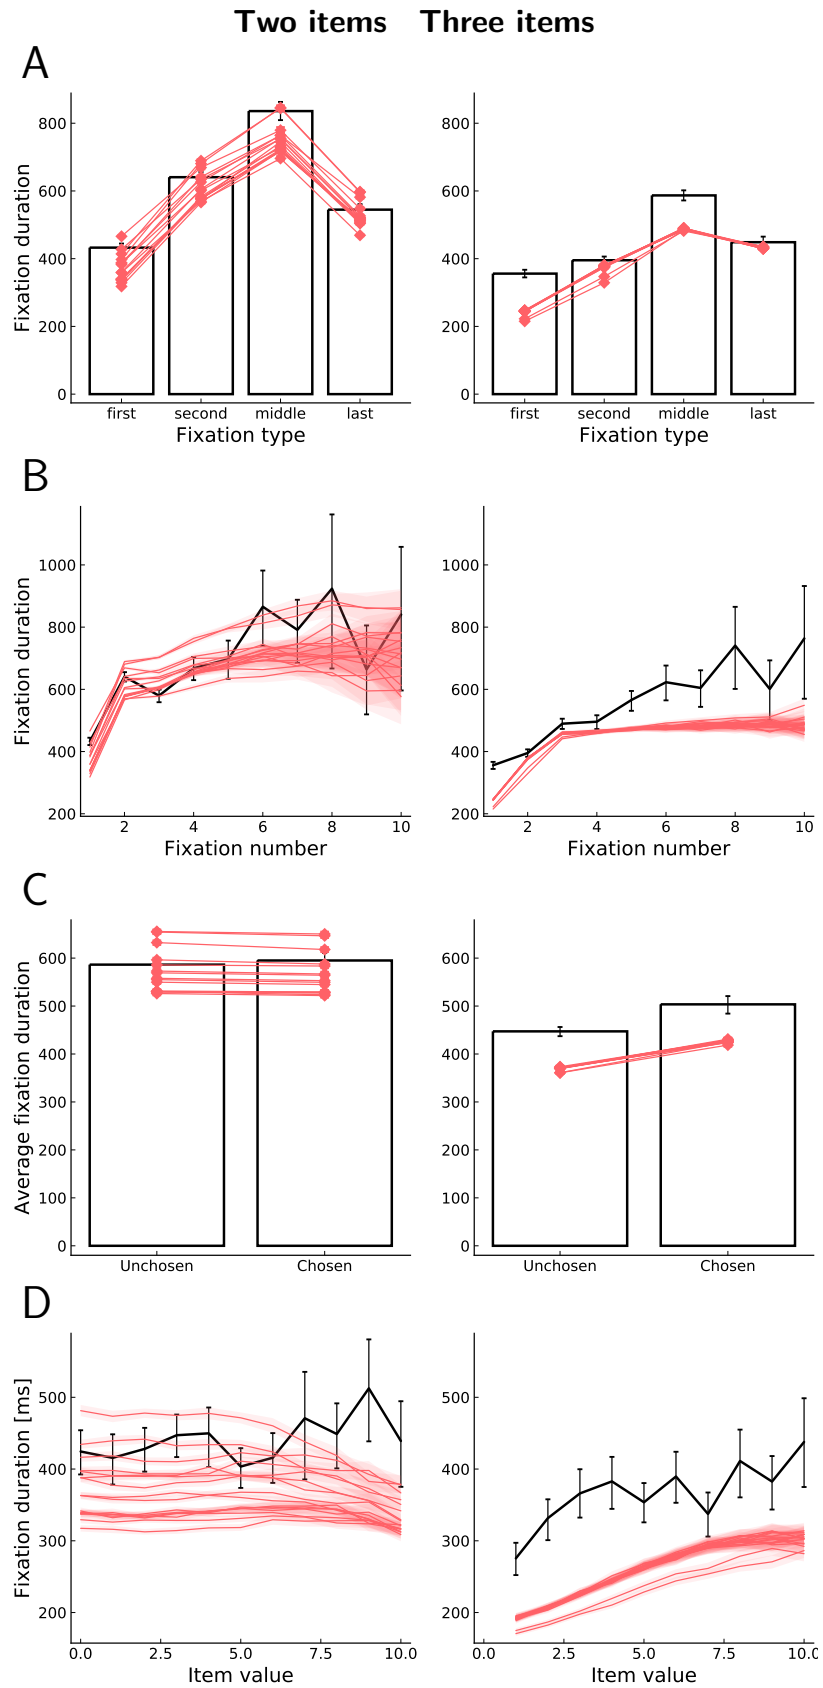 Two items Three items
A
Fixation duration
800
600
400
200
0
first second middle last
Fixation type
800
600
400
200
0
first second middle last
Fixation type
B
Fixation duration
1000
800
600
400
200
2 4 6 8 10
Fixation number
1000
800
600
400
200
2 4 6 8 10
Fixation number
C
Average fixation duration
600
500
400
300
200
100
0
Unchosen Chosen
600
500
400
300
200
100
0
Unchosen Chosen
D
Fixation duration [ms]
500
400
300
200
0.0 2.5 5.0 7.5 10.0
Item value
500
400
300
200
0.0 2.5 5.0 7.5 10.0
Item value